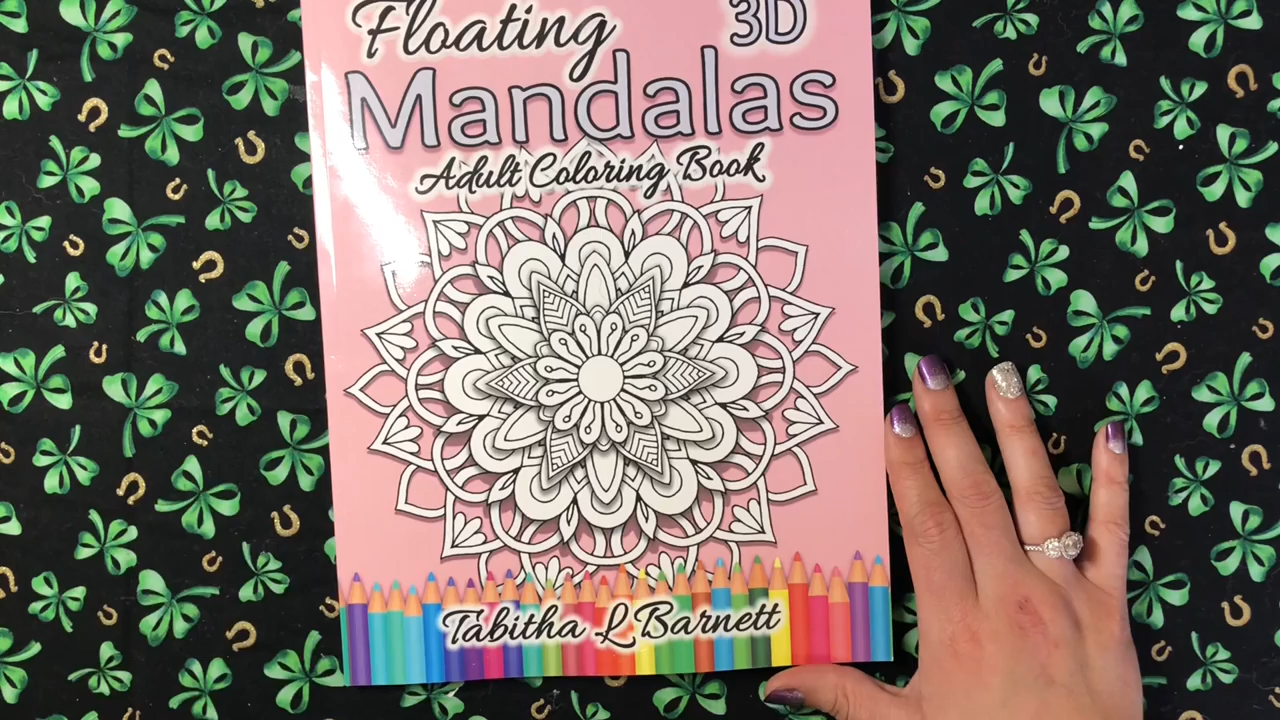 Floating 3D
Mandalas
Adult Coloring Book
Tabitha L Barnett